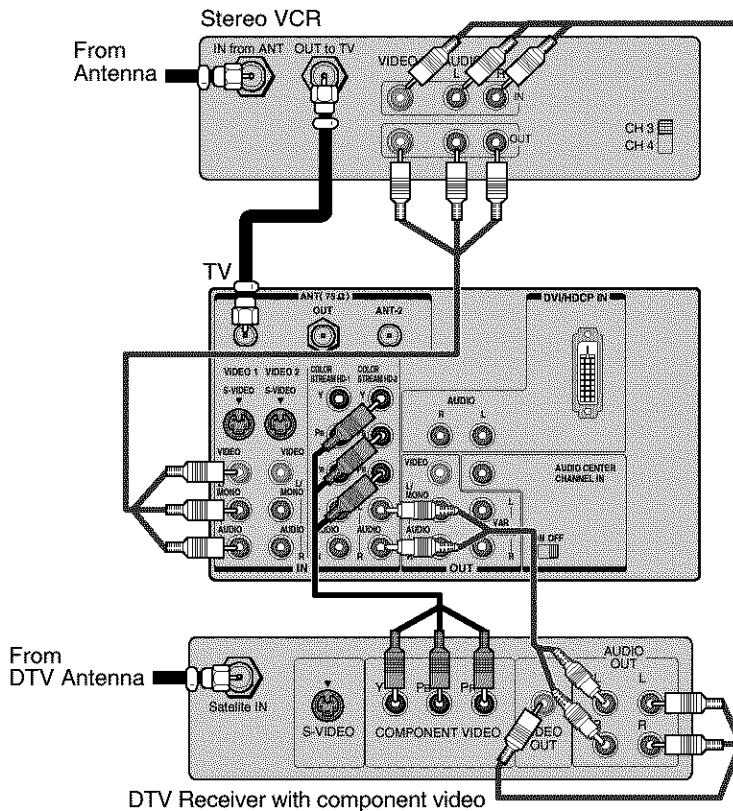 Stereo VCR
From
Antenna
IN from ANT
OUT to TV
VIDEO
L
R
IN
OUT
CH 3
CH 4
TV
ANT (75 Ω)
OUT
ANT-2
DVI/HDCP IN
VIDEO 1
VIDEO 2
S-VIDEO
S-VIDEO
COLOR
STREAM HD-1
COLOR
STREAM HD-2
Y
AUDIO
R
L
VIDEO
VIDEO
VIDEO
L/
MONO
L/
MONO
L/
MONO
AUDIO CENTER
CHANNEL IN
L
VAR
R
AUDIO
AUDIO
AUDIO
AUDIO
R
R
OFF
IN
OUT
From
DTV Antenna
Satelite IN
S-VIDEO
Y
COMPONENT VIDEO
OUT
AUDIO
OUT
L
R
DTV Receiver with component video